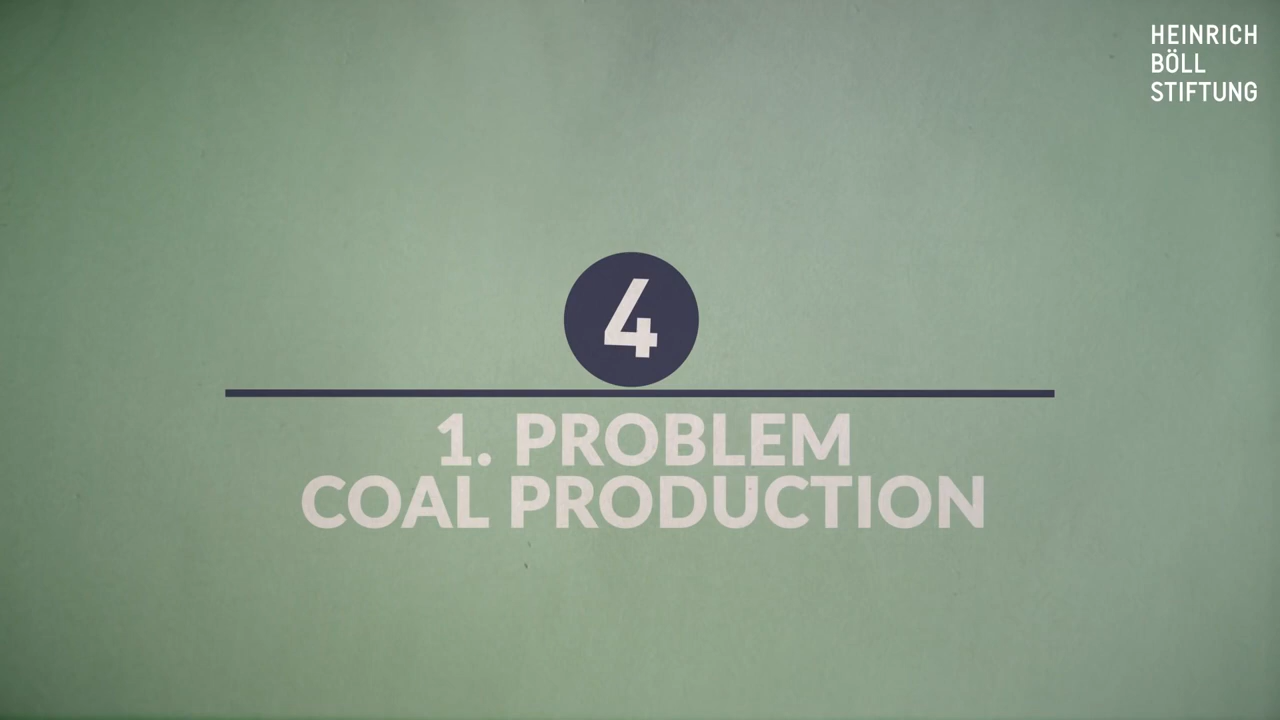 HEINRICH
BÖLL
STIFTUNG
4
1. PROBLEM
COAL PRODUCTION